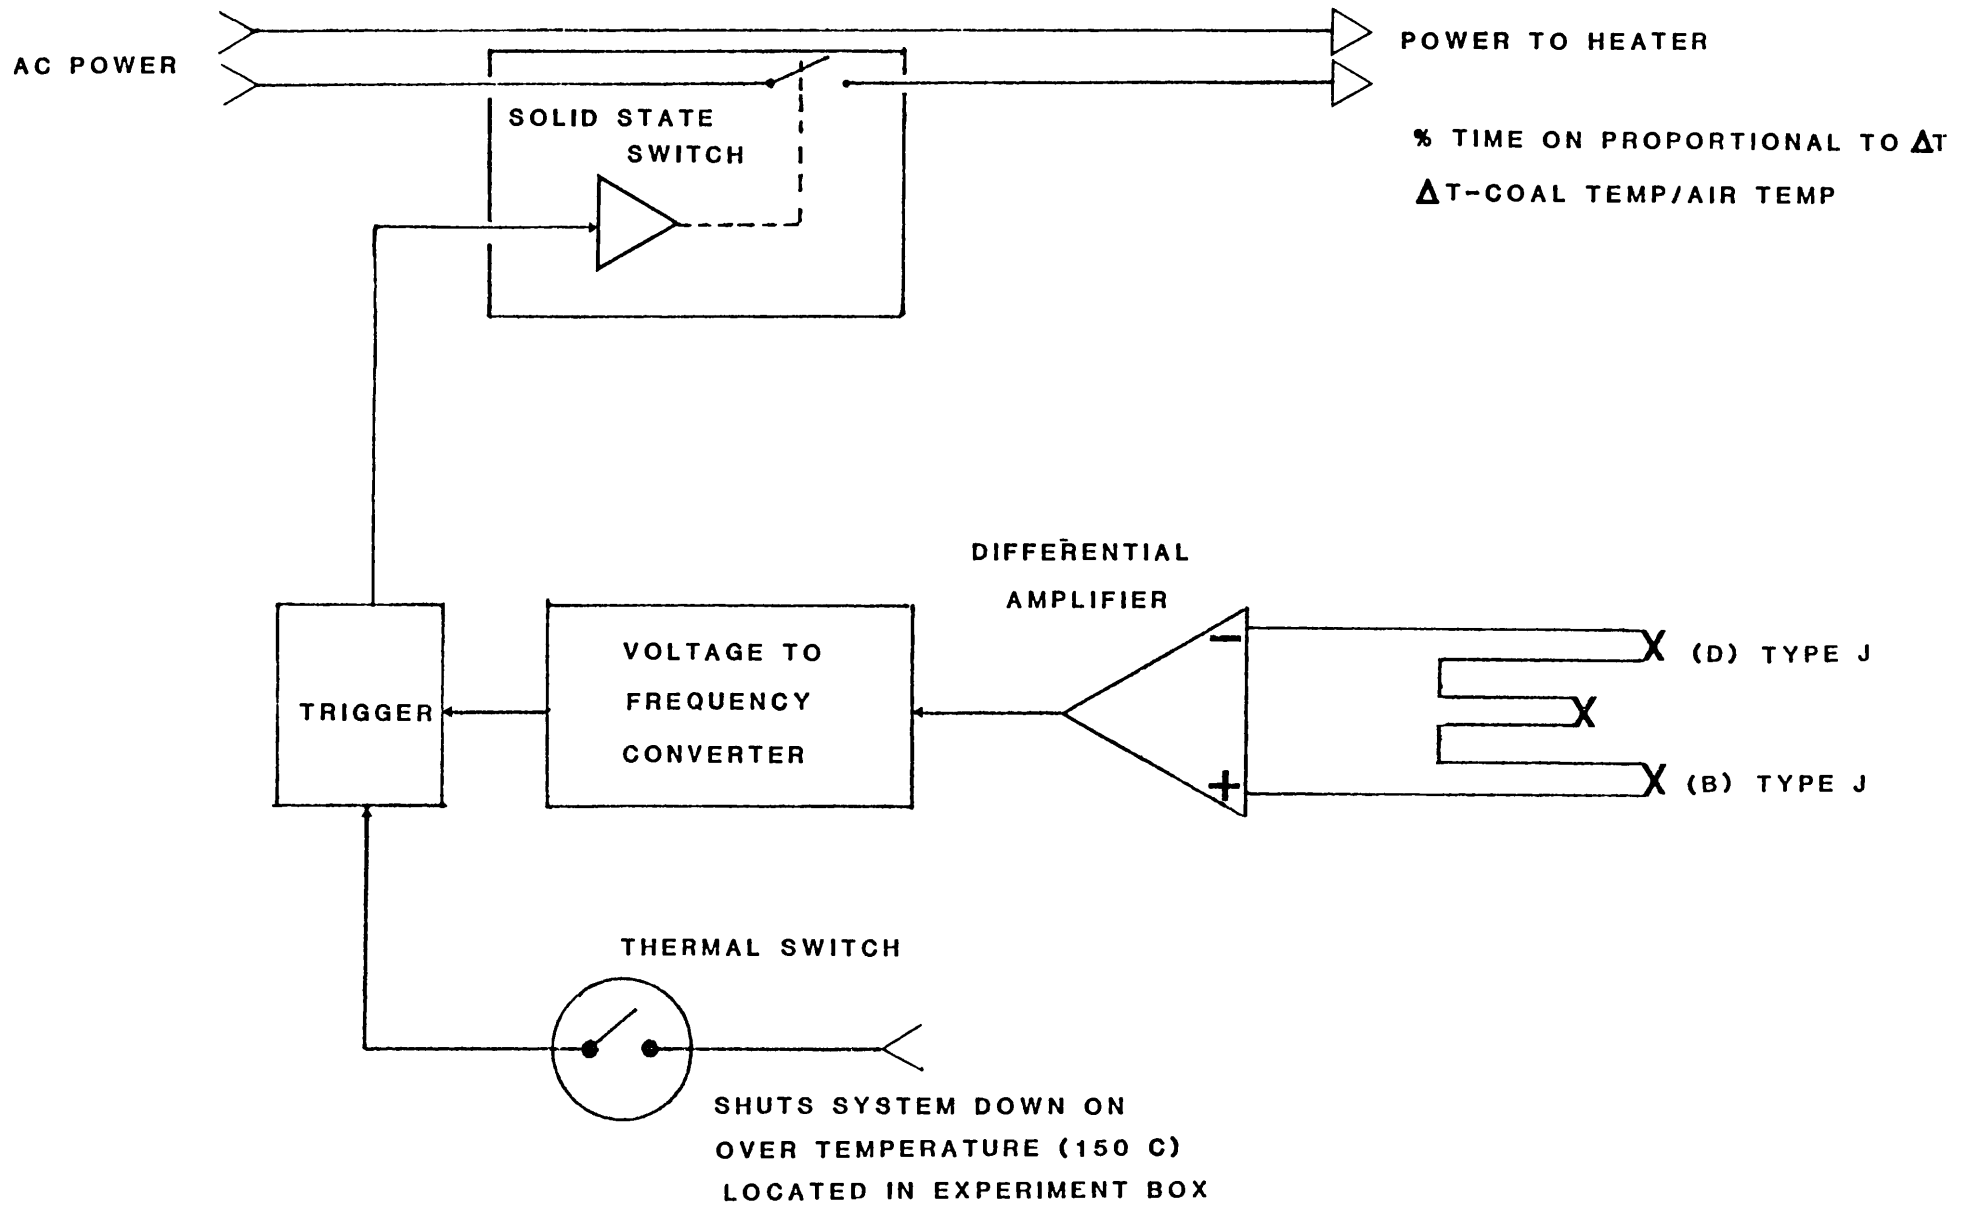 AC POWER
POWER TO HEATER
SOLID STATE
SWITCH
% TIME ON PROPORTIONAL TO ΔT
ΔT-COAL TEMP/AIR TEMP
DIFFERENTIAL
AMPLIFIER
VOLTAGE TO
FREQUENCY
CONVERTER
TRIGGER
−
+
(D) TYPE J
(B) TYPE J
THERMAL SWITCH
SHUTS SYSTEM DOWN ON
OVER TEMPERATURE (150 C)
LOCATED IN EXPERIMENT BOX